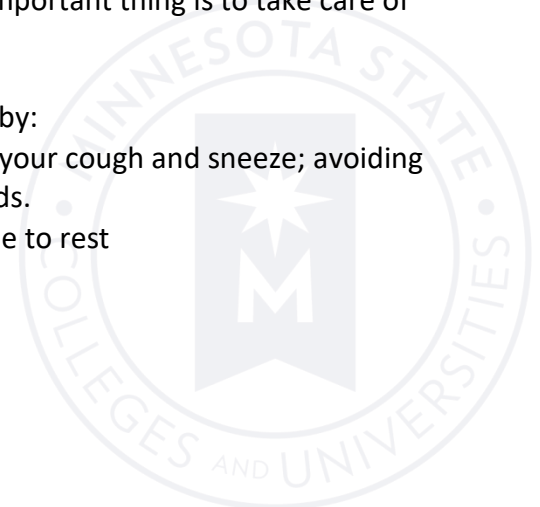 mportant thing is to take care of
by:
your cough and sneeze; avoiding
ds.
e to rest
MINNESOTA STATE
COLLEGES AND UNIVERSITIES
M